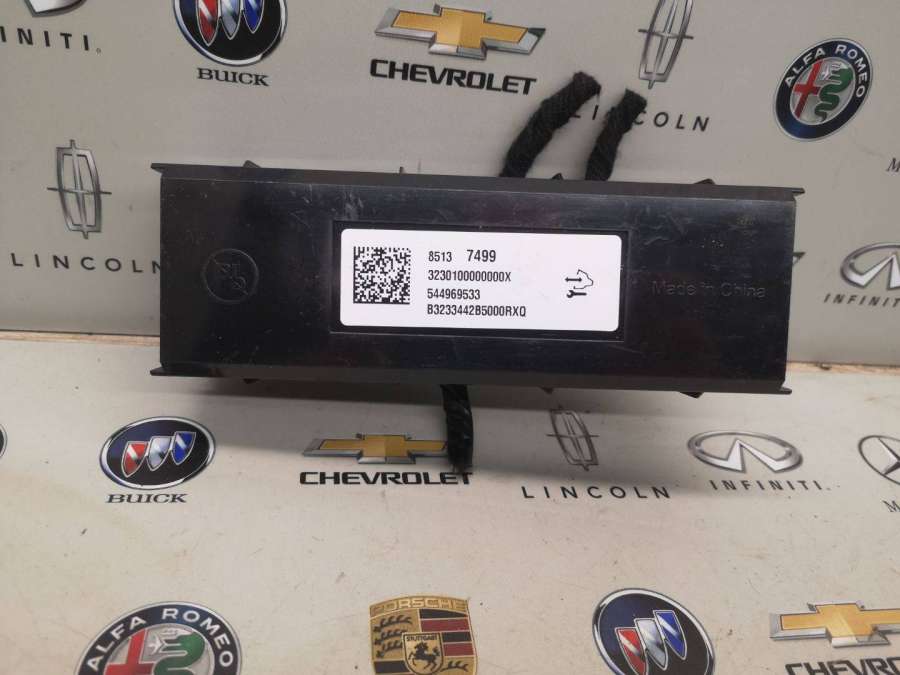 INFINITI.
BUICK
CHEVROLET
LINCOLN
ALFA ROMEO
LINCOLN
8513 7499
3230100000000X
544969533
B3233442B5000RXQ
Made in China
INFINITI
BUICK
CHEVROLET
LINCOLN
INFINITI.
M
ALFA ROMEO
PORSCHE
STUTTGART
CHEVROLET